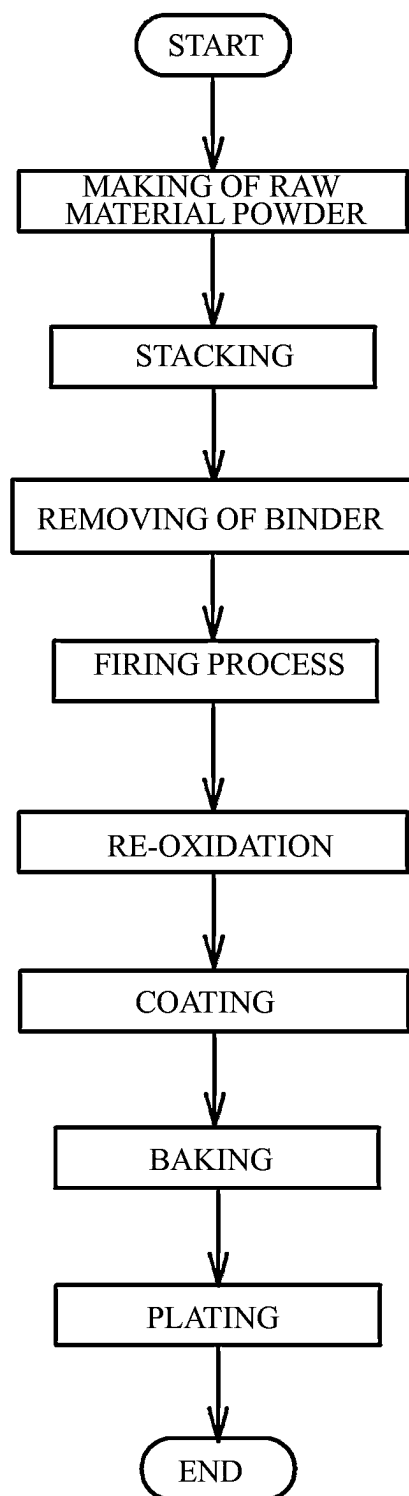 START
MAKING OF RAW
MATERIAL POWDER
STACKING
REMOVING OF BINDER
FIRING PROCESS
RE-OXIDATION
COATING
BAKING
PLATING
END